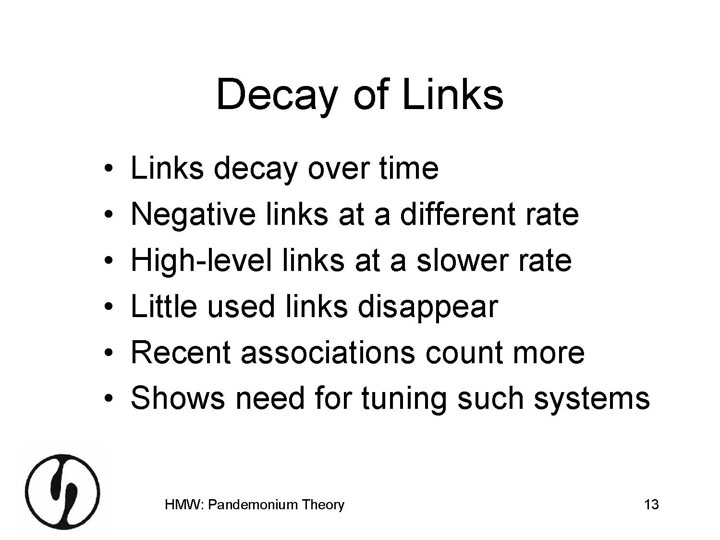 Decay of Links
• Links decay over time
• Negative links at a different rate
• High-level links at a slower rate
• Little used links disappear
• Recent associations count more
• Shows need for tuning such systems
HMW: Pandemonium Theory 13